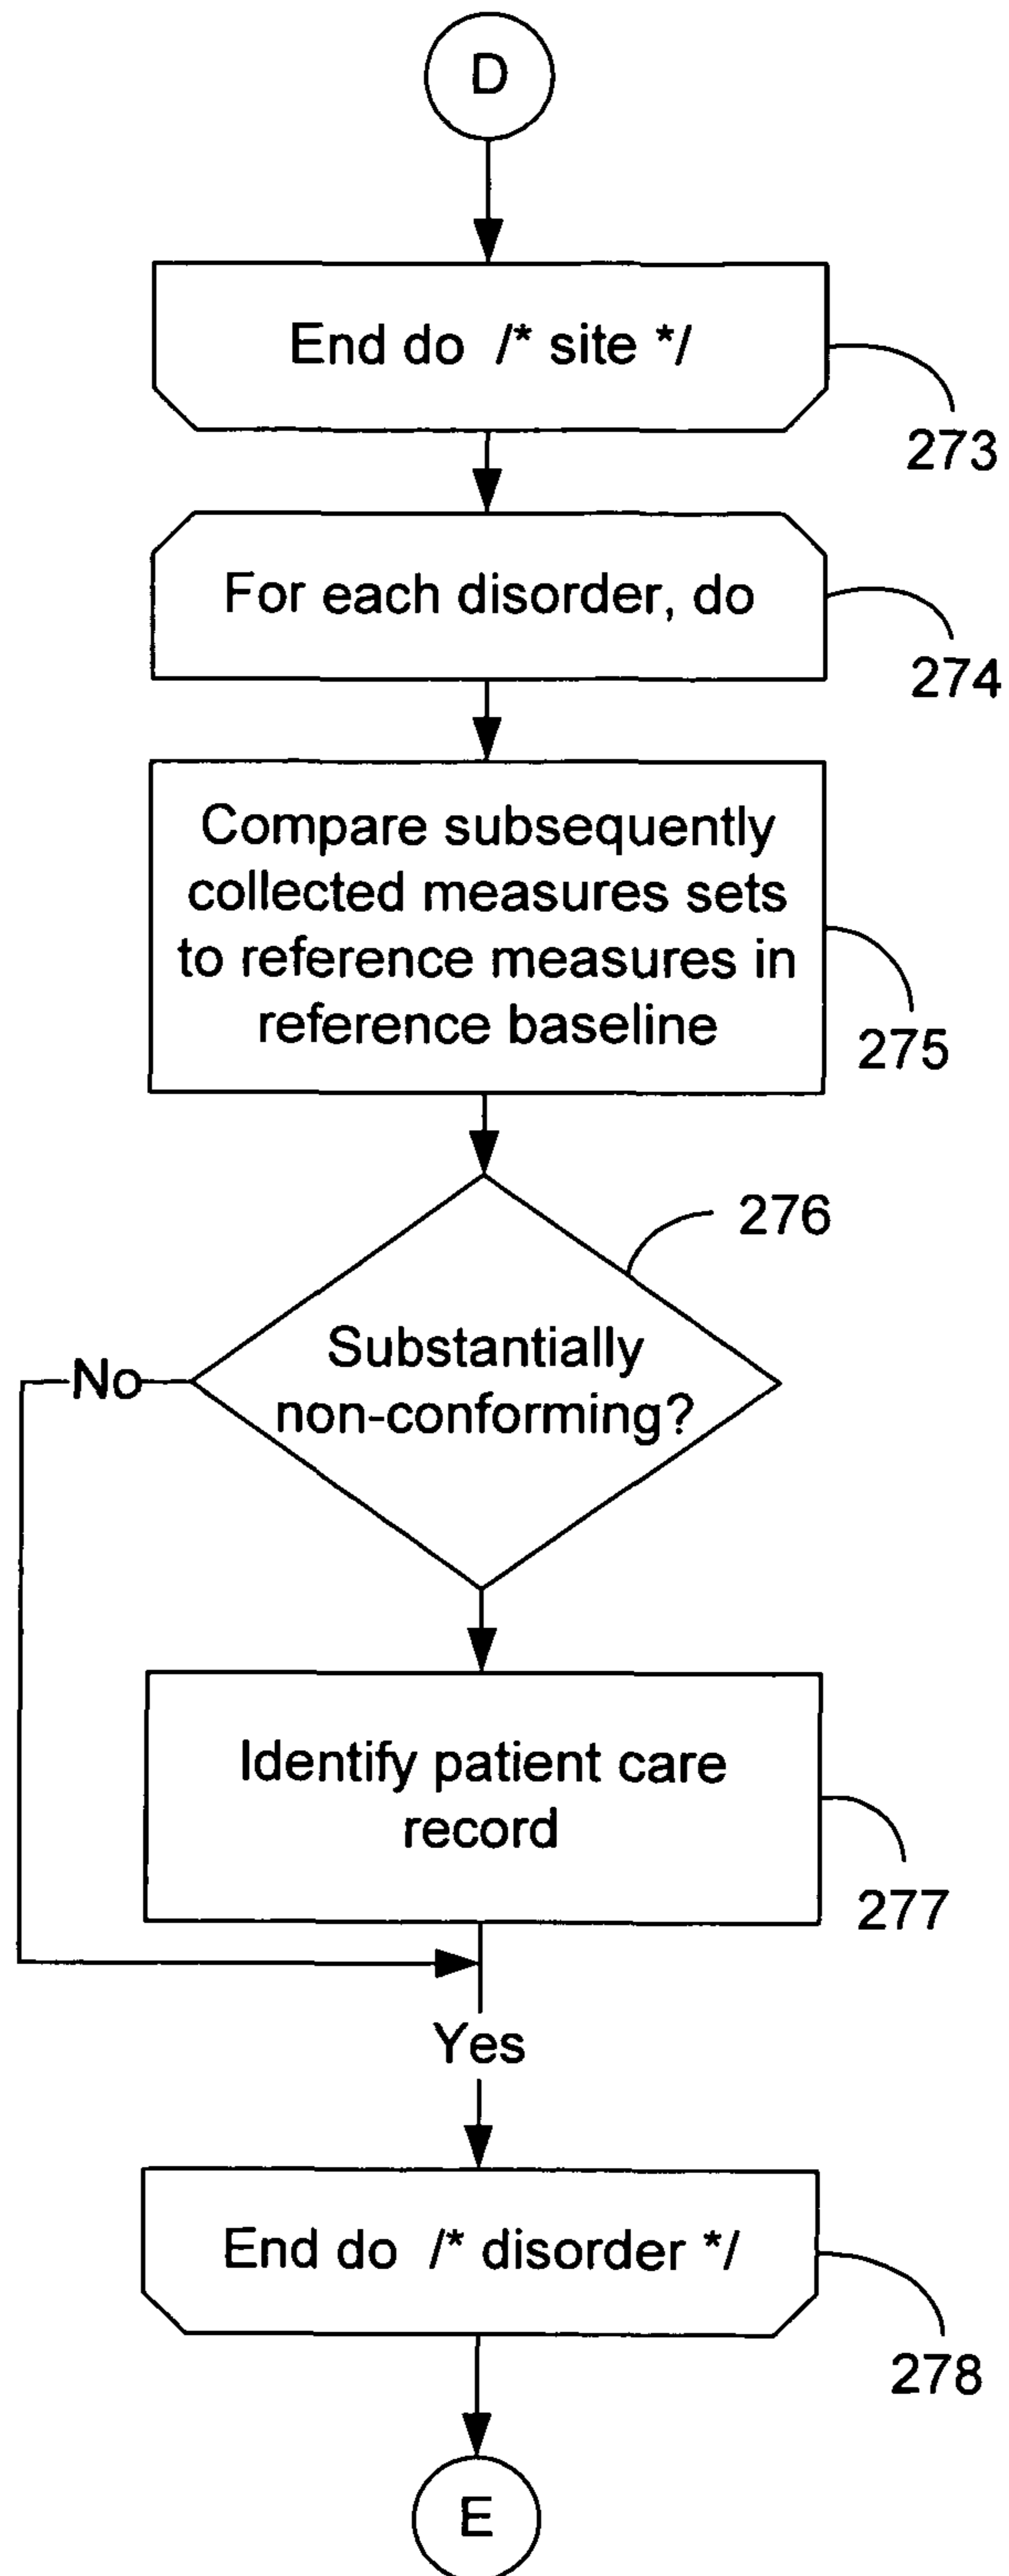 D
End do /* site */
273
For each disorder, do
274
Compare subsequently
collected measures sets
to reference measures in
reference baseline
275
276
Substantially
non-conforming?
No
Identify patient care
record
277
Yes
End do /* disorder */
278
E